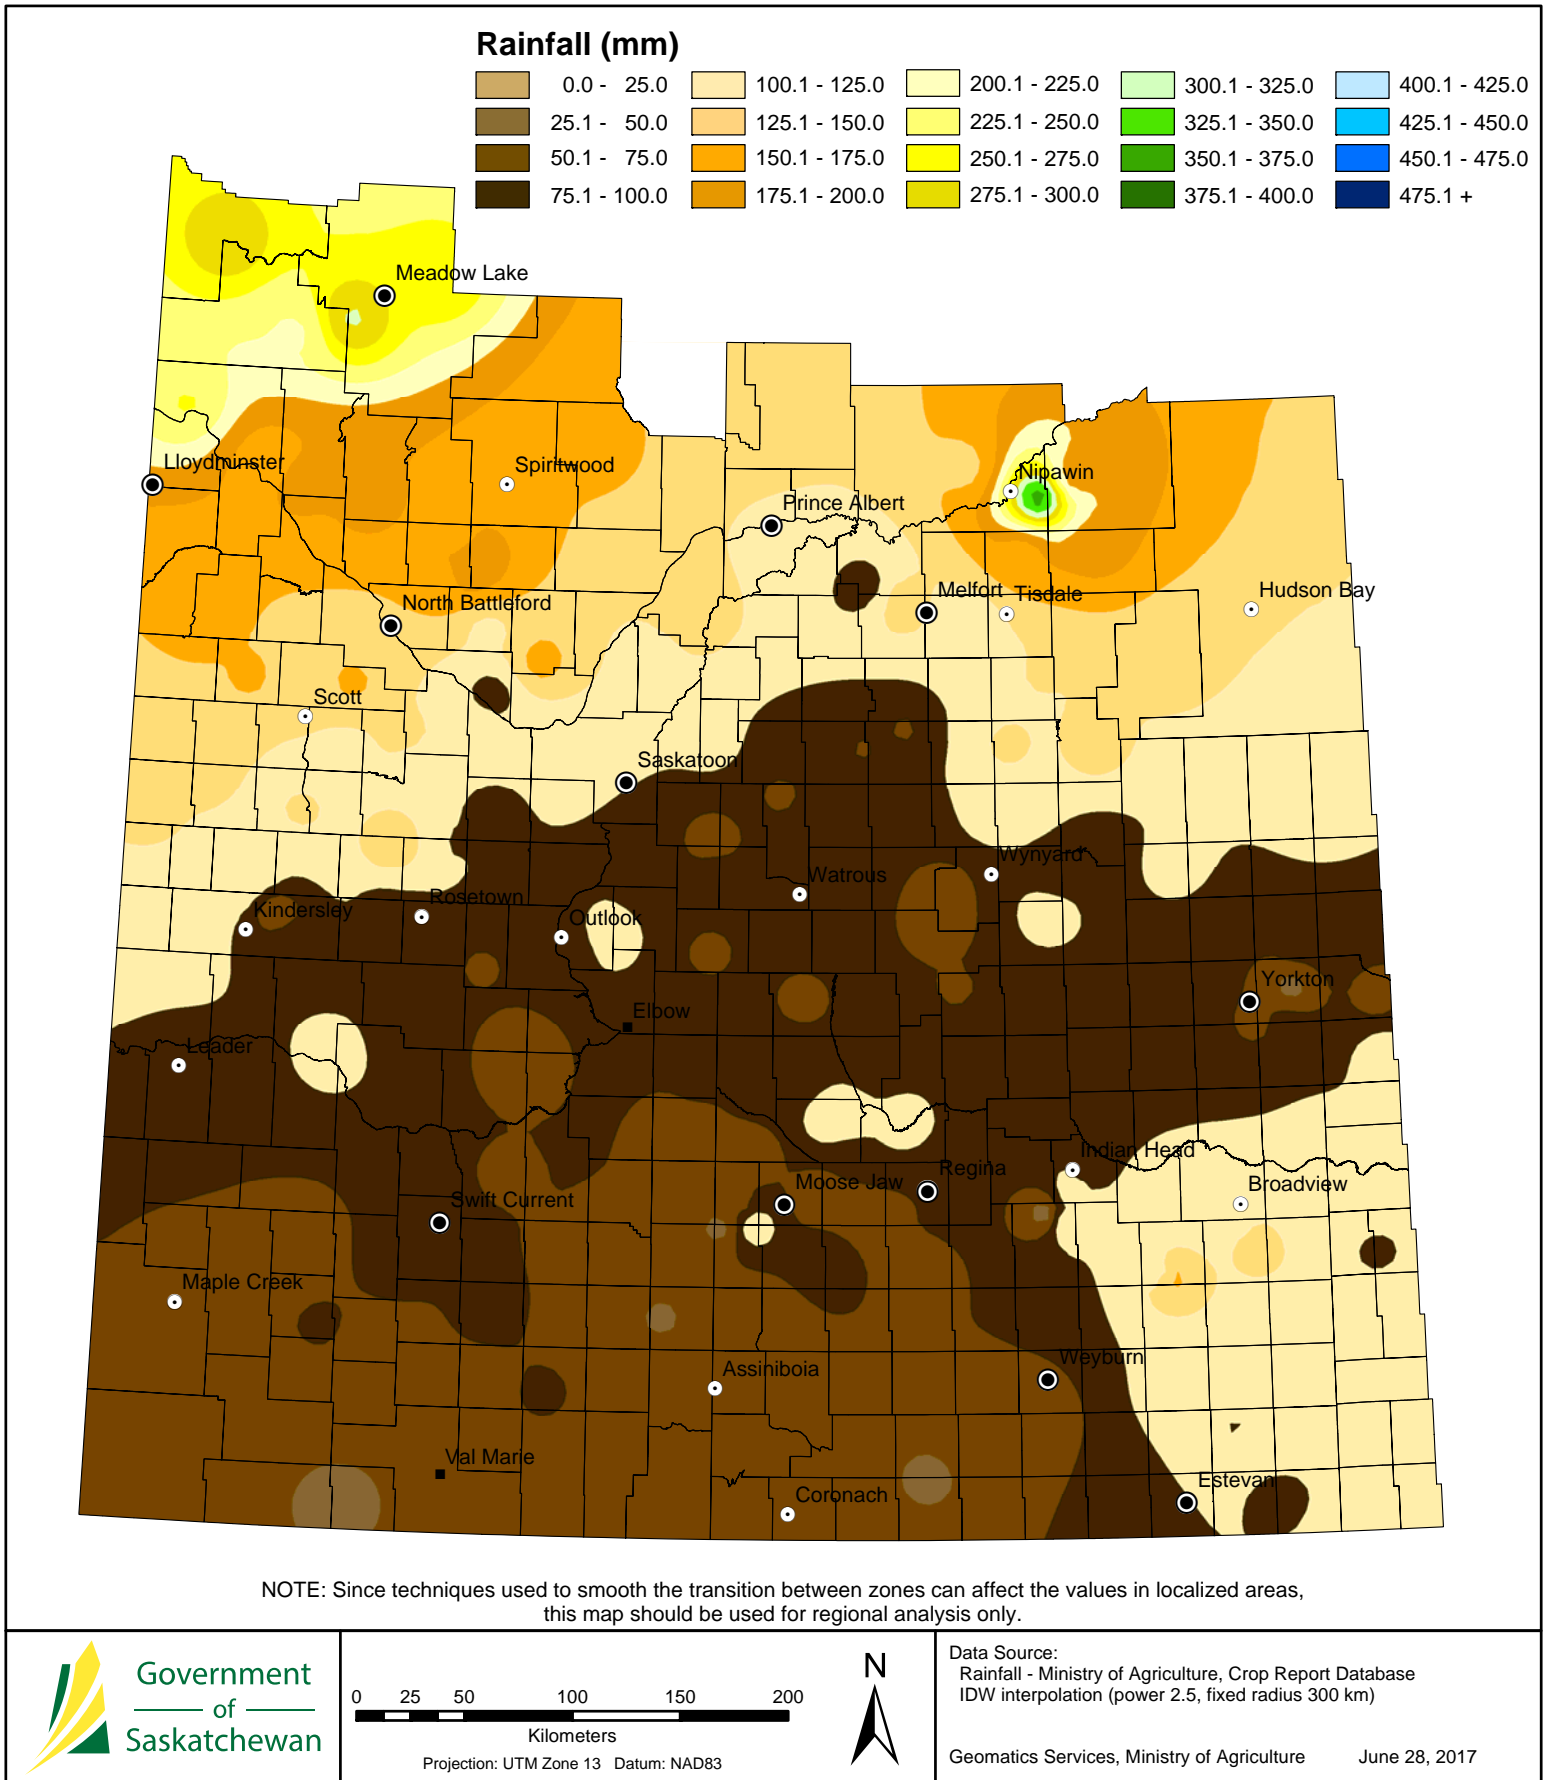 Rainfall (mm)
0.0 - 25.0
25.1 - 50.0
50.1 - 75.0
75.1 - 100.0
100.1 - 125.0
125.1 - 150.0
150.1 - 175.0
175.1 - 200.0
200.1 - 225.0
225.1 - 250.0
250.1 - 275.0
275.1 - 300.0
300.1 - 325.0
325.1 - 350.0
350.1 - 375.0
375.1 - 400.0
400.1 - 425.0
425.1 - 450.0
450.1 - 475.0
475.1 +
Meadow Lake
Lloydminster
Spiritwood
Nipawin
Prince Albert
Hudson Bay
Melfort
Tisdale
North Battleford
Scott
Saskatoon
Wynyard
Watrous
Rosetown
Kindersley
Outlook
Yorkton
Elbow
Leader
Indian Head
Regina
Moose Jaw
Broadview
Swift Current
Maple Creek
Weyburn
Assiniboia
Val Marie
Estevan
Coronach
NOTE: Since techniques used to smooth the transition between zones can affect the values in localized areas,
this map should be used for regional analysis only.
Government
of
Saskatchewan
0 25 50 100 150 200
Kilometers
Projection: UTM Zone 13 Datum: NAD83
N
Data Source:
Rainfall - Ministry of Agriculture, Crop Report Database
IDW interpolation (power 2.5, fixed radius 300 km)
Geomatics Services, Ministry of Agriculture June 28, 2017